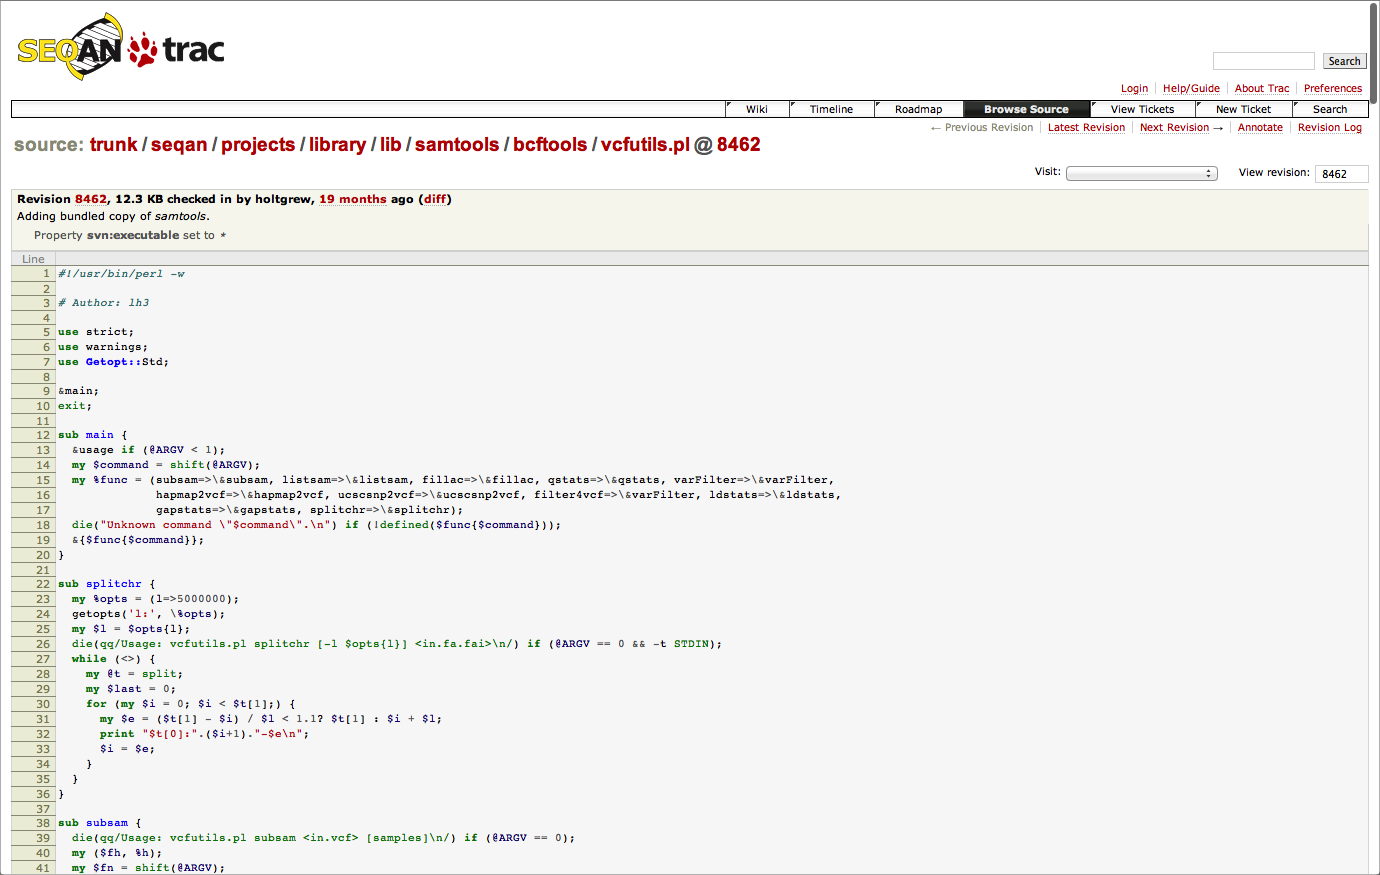 SEQAN trac
Search
Login Help/Guide About Trac Preferences
Wiki Timeline Roadmap Browse Source View Tickets New Ticket Search
← Previous Revision Latest Revision Next Revision → Annotate Revision Log
source: trunk / seqan / projects / library / lib / samtools / bcftools / vcfutils.pl @ 8462
Visit: View revision: 8462
Revision 8462, 12.3 KB checked in by holtgrew, 19 months ago (diff)
Adding bundled copy of samtools.
Property svn:executable set to *
Line
1 #!/usr/bin/perl -w
2
3 # Author: lh3
4
5 use strict;
6 use warnings;
7 use Getopt::Std;
8
9 &main;
10 exit;
11
12 sub main {
13   &usage if (@ARGV < 1);
14   my $command = shift(@ARGV);
15   my %func = (subsam=>\&subsam, listsam=>\&listsam, fillac=>\&fillac, qstats=>\&qstats, varFilter=>\&varFilter,
16               hapmap2vcf=>\&hapmap2vcf, ucscsnp2vcf=>\&ucscsnp2vcf, filter4vcf=>\&varFilter, ldstats=>\&ldstats,
17               gapstats=>\&gapstats, splitchr=>\&splitchr);
18   die("Unknown command \"$command\".\n") if (!defined($func{$command}));
19   &{$func{$command}};
20 }
21
22 sub splitchr {
23   my %opts = (l=>5000000);
24   getopts('l:', \%opts);
25   my $l = $opts{l};
26   die(qq/Usage: vcfutils.pl splitchr [-l $opts{l}] <in.fa.fai>\n/) if (@ARGV == 0 && -t STDIN);
27   while (<>) {
28     my @t = split;
29     my $last = 0;
30     for (my $i = 0; $i < $t[1];) {
31       my $e = ($t[1] - $i) / $l < 1.1? $t[1] : $i + $l;
32       print "$t[0]:".($i+1)."-$e\n";
33       $i = $e;
34     }
35   }
36 }
37
38 sub subsam {
39   die(qq/Usage: vcfutils.pl subsam <in.vcf> [samples]\n/) if (@ARGV == 0);
40   my ($fh, %h);
41   my $fn = shift(@ARGV);